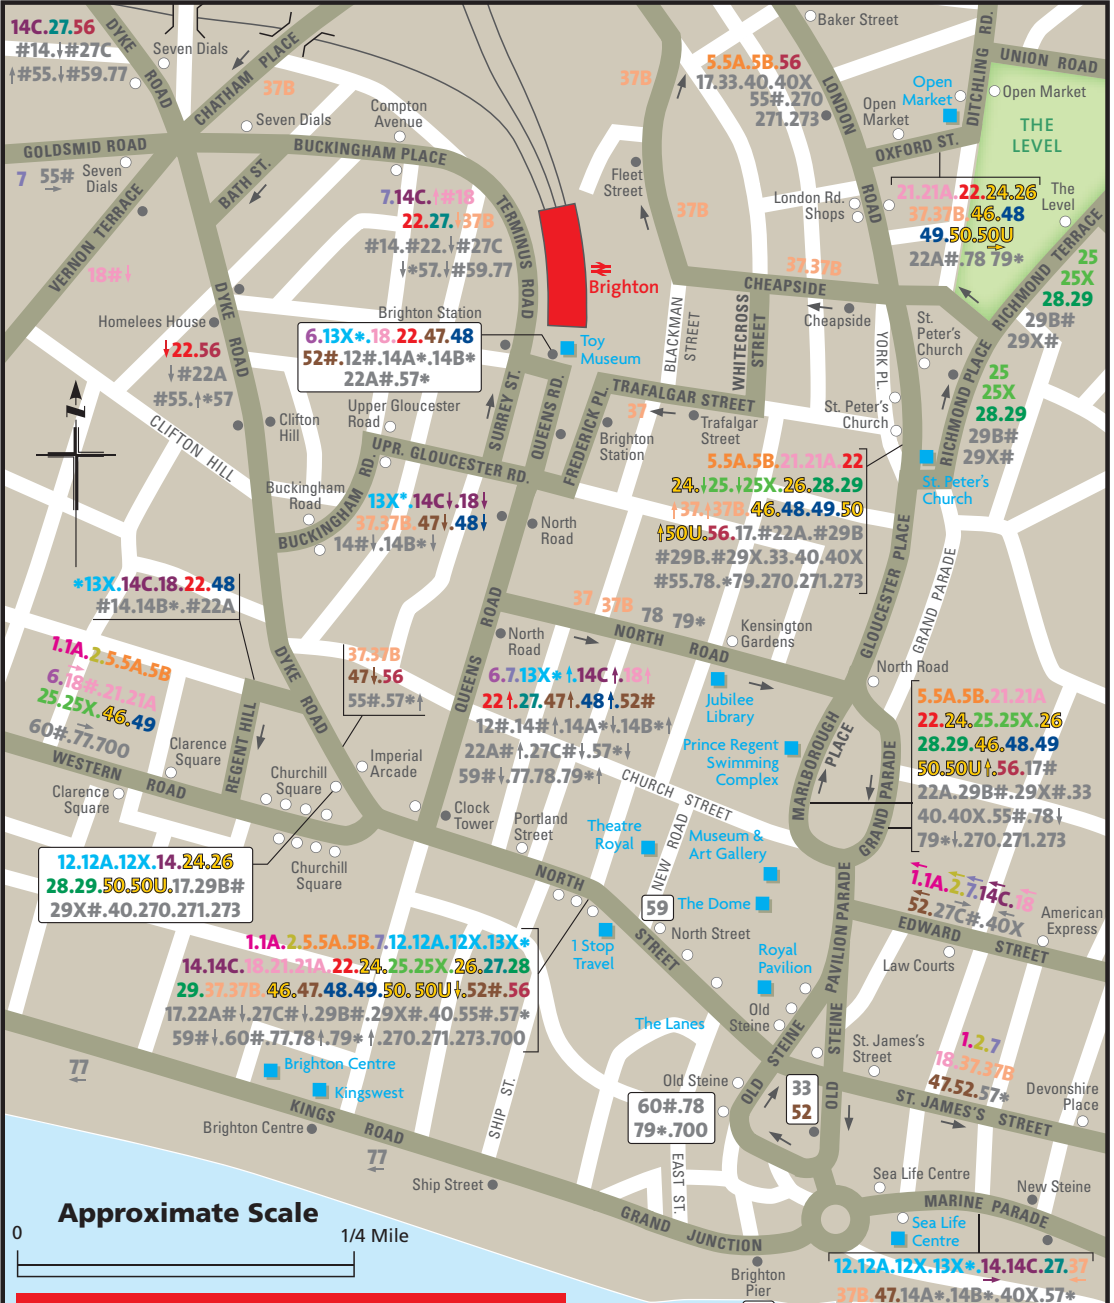 14C.27.56
#14.↓#27C
↑#55.↓#59.77
DYKE ROAD
Seven Dials
CHATHAM PLACE
37B
Seven Dials
Compton
Avenue
GOLDSMID ROAD
BUCKINGHAM PLACE
7 55#
→
Seven
Dials
BATH ST.
VERNON TERRACE
18#↓
7.14C.↑#18
22.27.↓37B
#14.#22.↓#27C
↓*57.↓#59.77
TERMINUS ROAD
Brighton
Baker Street
5.5A.5B.56
17.33.40.40X
55#.270
271.273
37B
LONDON ROAD
DITCHLING RD.
UNION ROAD
Open
Market
Open Market
Open
Market
OXFORD ST.
THE
LEVEL
Fleet
Street
37B
London Rd.
Shops
21.21A.22.24.26
37.37B.46.48
49.50.50U
22A#.78 79*
The
Level
RICHMOND TERRACE
25
25X
28.29
29B#
29X#
37.37B
CHEAPSIDE
Cheapside
BLACKMAN STREET
WHITECROSS STREET
YORK PL.
St.
Peter's
Church
RICHMOND PLACE
25
25X
28.29
29B#
29X#
DYKE ROAD
Homelees House
↓22.56
↓#22A
#55.↑*57
Brighton Station
6.13X*.18.22.47.48
52#.12#.14A*.14B*
22A#.57*
Toy
Museum
TRAFALGAR STREET
37
Trafalgar
Street
St. Peter's
Church
N
CLIFTON HILL
Clifton
Hill
Upper Gloucester
Road
UPR. GLOUCESTER RD.
SURREY ST.
QUEENS RD.
FREDERICK PL.
Brighton
Station
5.5A.5B.21.21A.22
24.↓25.↓25X.26.28.29
↑37.↑37B.46.48.49.50
↑50U.56.17.#22A.#29B
#29B.#29X.33.40.40X
#55.78.*79.270.271.273
St. Peter's
Church
Buckingham
Road
BUCKINGHAM RD.
13X*.14C↓.18↓
37.37B.47↓.48↓
14#↓.14B*↓
North
Road
GLOUCESTER PLACE
GRAND PARADE
*13X.14C.18.22.48
#14.14B*.#22A
37 37B 78 79*
NORTH ROAD
Kensington
Gardens
North
Road
QUEENS ROAD
North Road
1.1A.2.5.5A.5B
6.18#.21.21A
25.25X.46.49
60#.77.700
37.37B
47↓.56
55#.57*↑
DYKE ROAD
6.7.13X*↑.14C↑.18↑
22↑.27.47↑.48↑.52#
12#.14#↑.14A*↓.14B*↑
22A#↑.27C#↓.57*↓
59#↓.77.78.79*↑
Jubilee
Library
Prince Regent
Swimming
Complex
MARLBOROUGH PLACE
GRAND PARADE
5.5A.5B.21.21A
22.24.25.25X.26
28.29.46.48.49
50.50U↑.56.17#
22A.29B#.29X#.33
40.40X.55#.78↓
79*↓.270.271.273
WESTERN ROAD
Clarence
Square
Clarence
Square
REGENT HILL
Churchill
Square
Imperial
Arcade
Clock
Tower
Portland
Street
CHURCH STREET
Theatre
Royal
NEW ROAD
Museum &
Art Gallery
Churchill
Square
12.12A.12X.14.24.26
28.29.50.50U.17.29B#
29X#.40.270.271.273
NORTH STREET
59
The Dome
North Street
1.1A.2.7.14C.18
52.27C#.40X
American
Express
EDWARD STREET
Law Courts
1.1A.2.5.5A.5B.7.12.12A.12X.13X*
14.14C.18.21.21A.22.24.25.25X.26.27.28
29.37.37B.46.47.48.49.50.50U↓.52#.56
17.22A#↓.27C#↓.29B#.29X#.40.55#.57*
59#↓.60#.77.78↑.79*↑.270.271.273.700
1 Stop
Travel
Royal
Pavilion
PAVILION PARADE
Old
Steine
The Lanes
OLD STEINE
OLD STEINE
St. James's
Street
1.2.7
18.37.37B
47.52.57*
Devonshire
Place
ST. JAMES'S STREET
77
Brighton Centre
Kingswest
KINGS ROAD
Brighton Centre
77
Ship Street
SHIP ST.
Old Steine
60#.78
79*.700
33
52
EAST ST.
Sea Life Centre
New Steine
MARINE PARADE
Sea Life
Centre
GRAND JUNCTION
Brighton
Pier
12.12A.12X.13X*.14.14C.27.37
37B.47.14A*.14B*.40X.57*
Approximate Scale
0 1/4 Mile